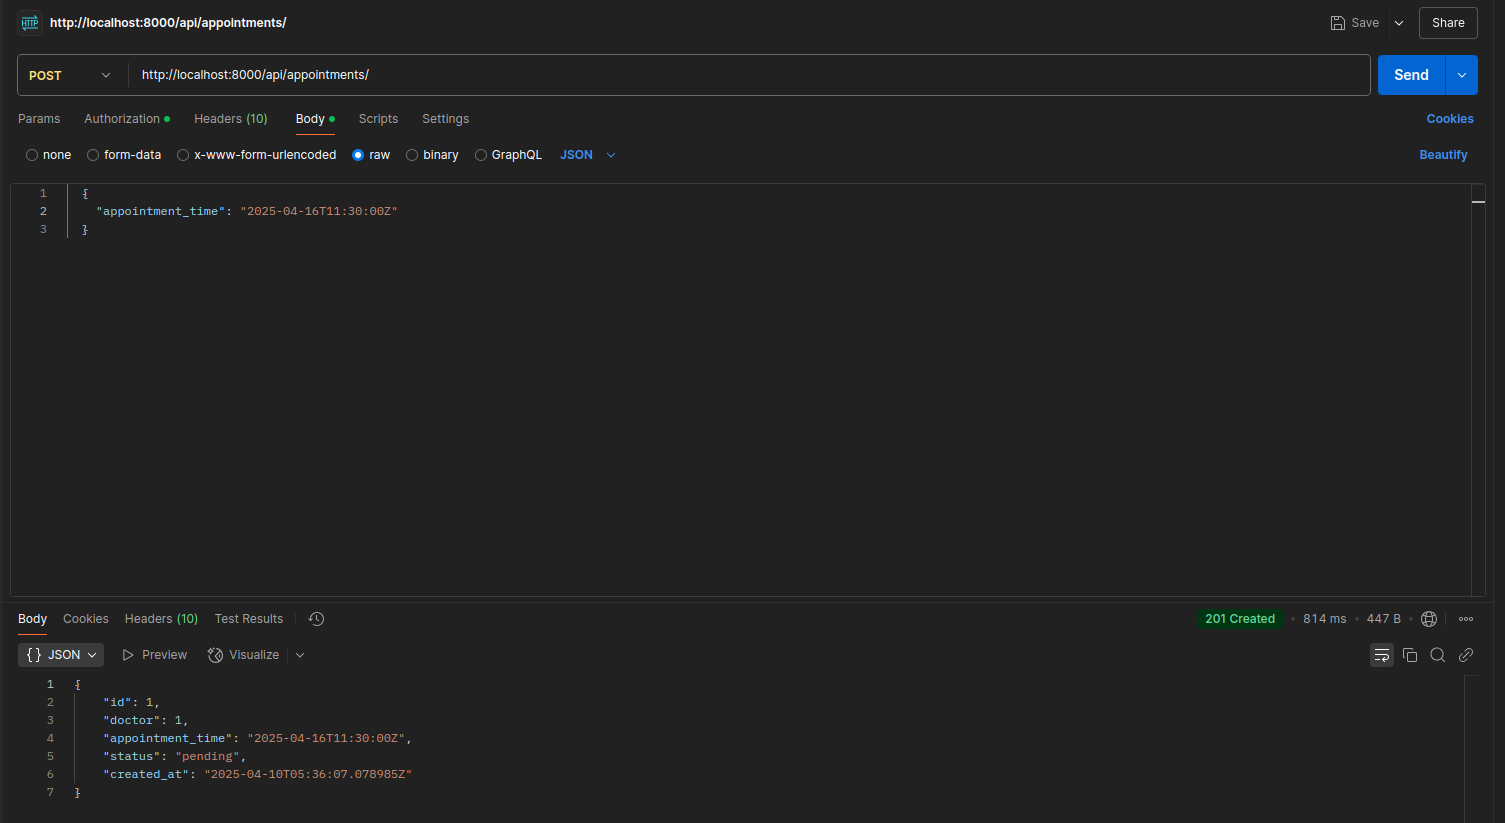 HTTP http://localhost:8000/api/appointments/ Save Share
POST http://localhost:8000/api/appointments/ Send
Params Authorization Headers (10) Body Scripts Settings Cookies
none form-data x-www-form-urlencoded raw binary GraphQL JSON Beautify
1 {
2 "appointment_time": "2025-04-16T11:30:00Z"
3 }
Body Cookies Headers (10) Test Results 201 Created • 814 ms • 447 B •
{} JSON Preview Visualize
1 {
2 "id": 1,
3 "doctor": 1,
4 "appointment_time": "2025-04-16T11:30:00Z",
5 "status": "pending",
6 "created_at": "2025-04-10T05:36:07.078985Z"
7 }